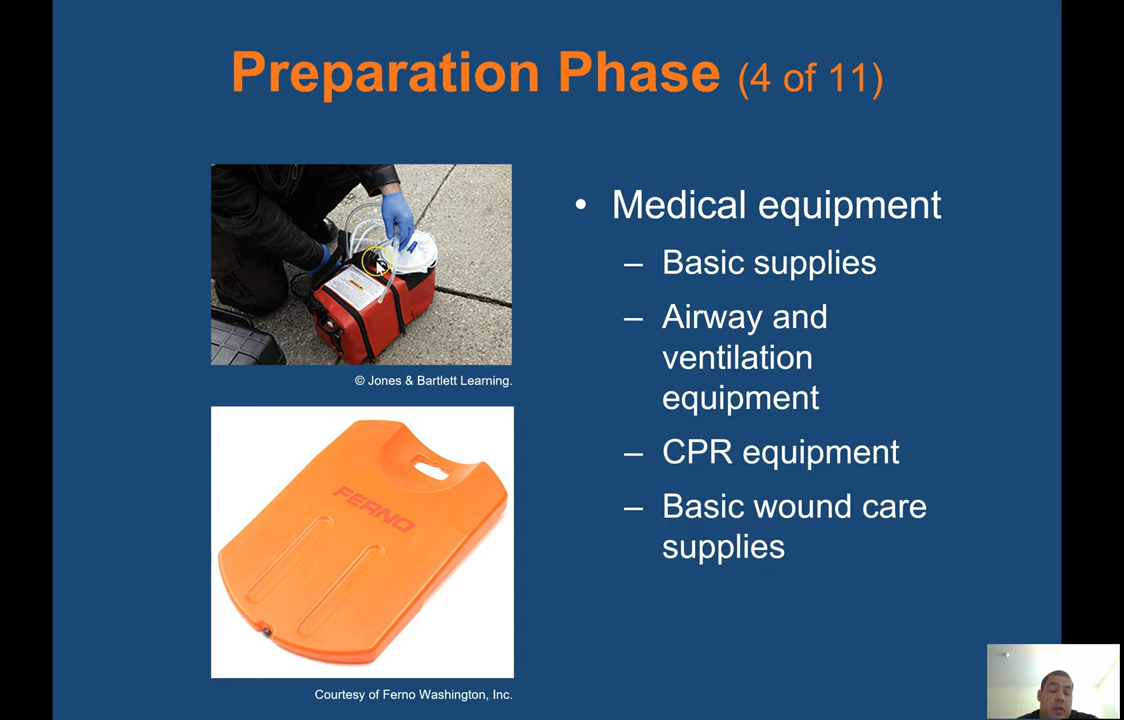 Preparation Phase (4 of 11)
© Jones & Bartlett Learning.
FERNO
Courtesy of Ferno Washington, Inc.
• Medical equipment
– Basic supplies
– Airway and
ventilation
equipment
– CPR equipment
– Basic wound care
supplies